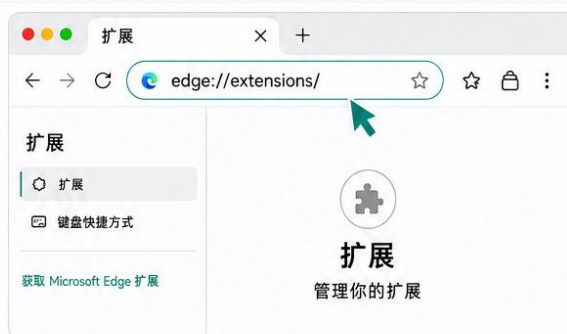 扩展
edge://extensions/
扩展
扩展
键盘快捷方式
获取 Microsoft Edge 扩展
扩展
管理你的扩展